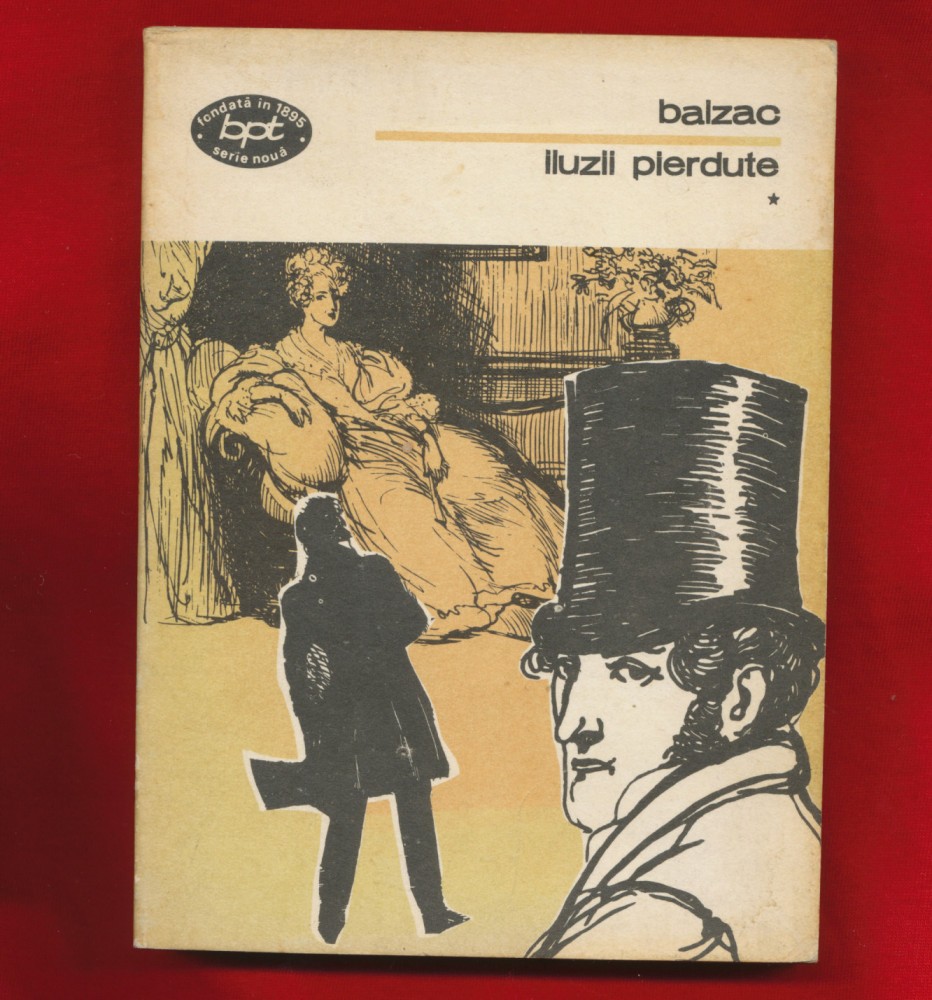 fondată în 1895
bpt
serie nouă
balzac
iluzii pierdute
*